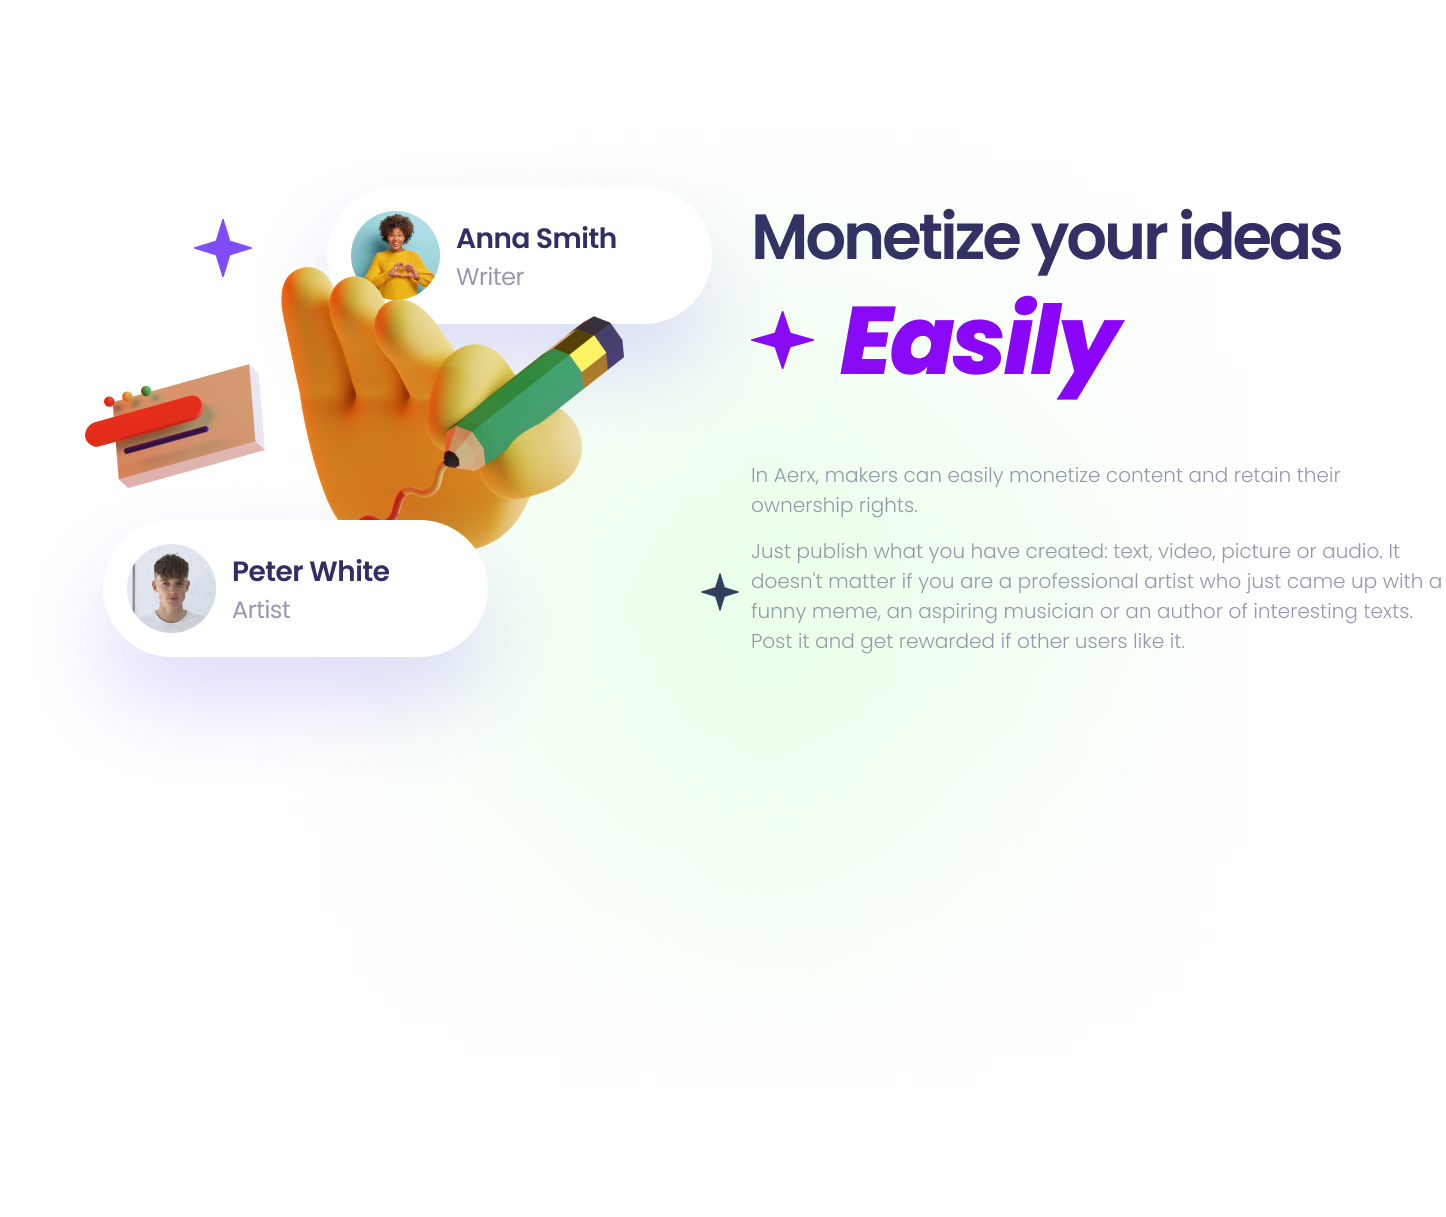 Anna Smith
Writer
Peter White
Artist
Monetize your ideas
Easily
In Aerx, makers can easily monetize content and retain their
ownership rights.
Just publish what you have created: text, video, picture or audio. It
doesn't matter if you are a professional artist who just came up with a
funny meme, an aspiring musician or an author of interesting texts.
Post it and get rewarded if other users like it.